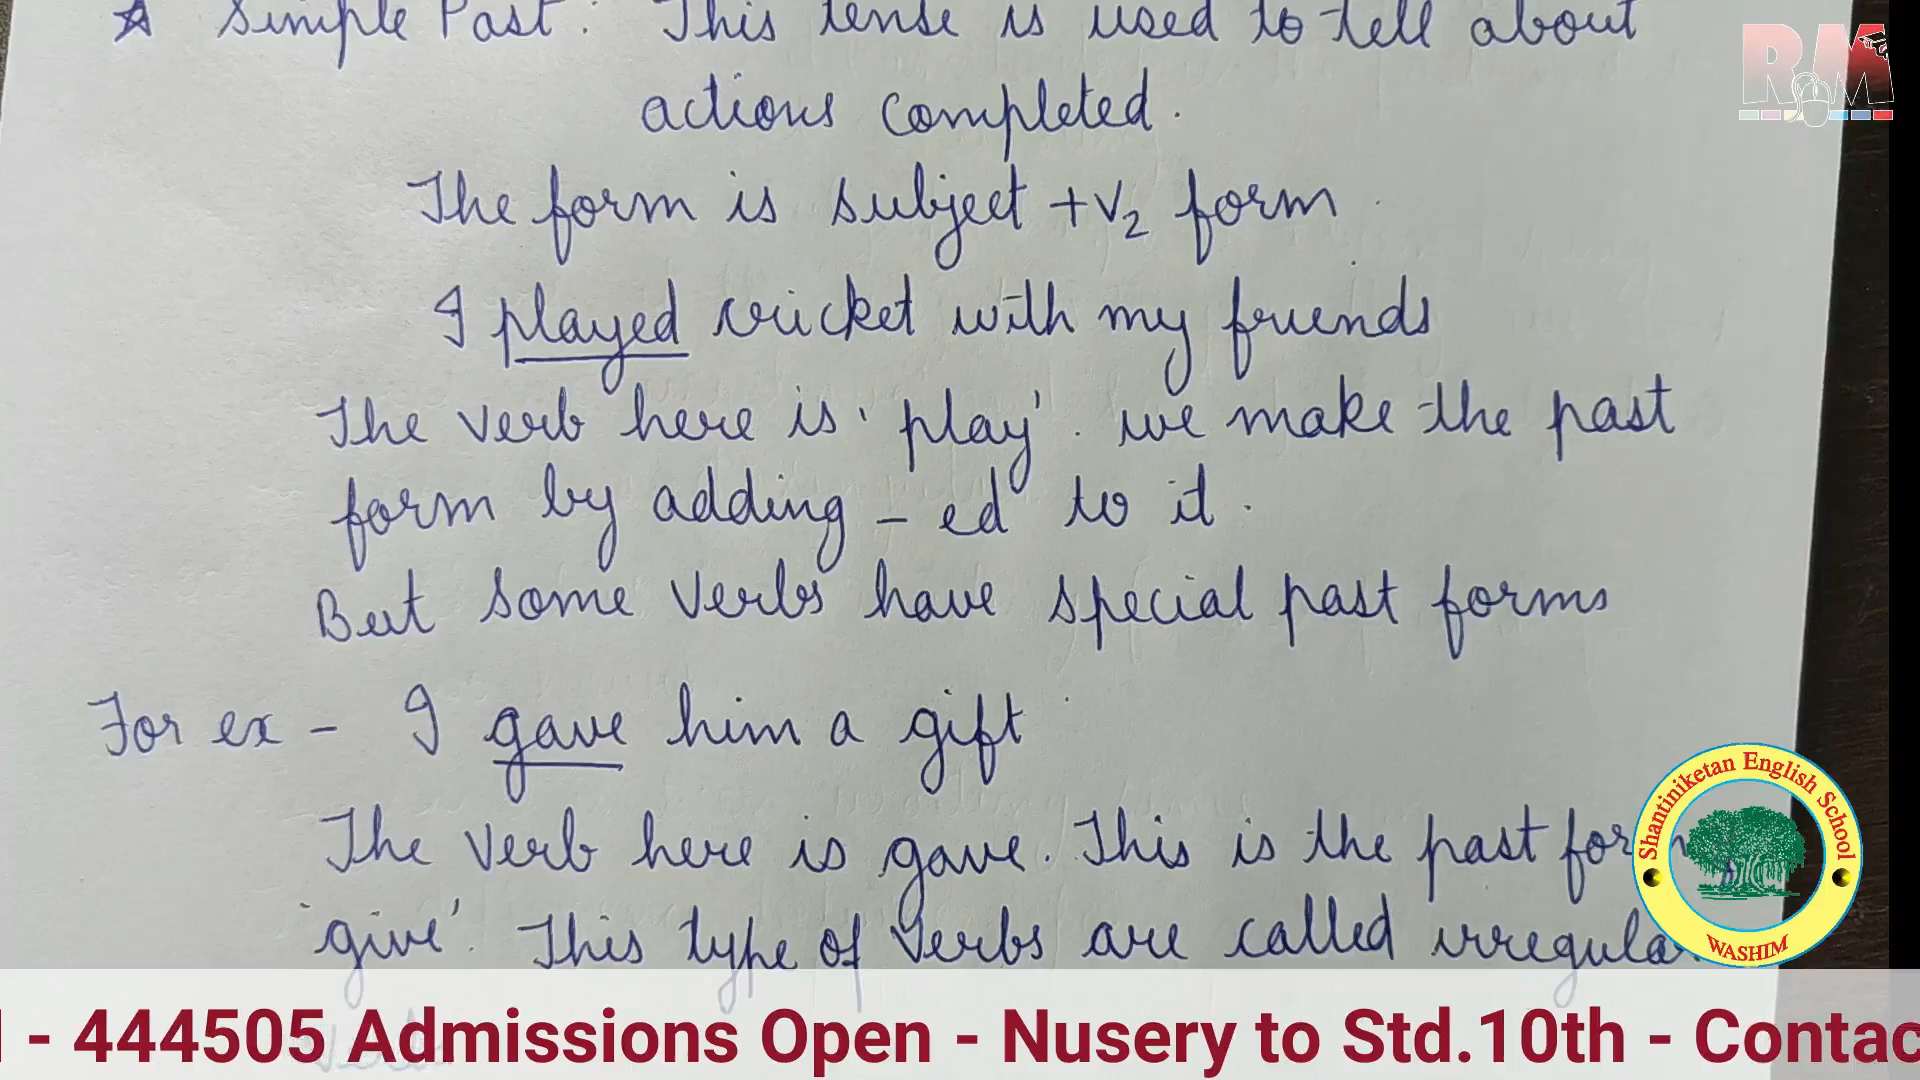 ☆ Simple Past : This tense is used to tell about
actions completed.
The form is subject + V₂ form.
I played cricket with my friends
The verb here is 'play'. we make the past
form by adding - ed to it.
But some verbs have special past forms
For ex - I gave him a gift
The verb here is gave. This is the past form
'give'. This type of verbs are called irregular
RM
Shantiniketan English School
WASHIM
- 444505 Admissions Open - Nusery to Std.10th - Contac